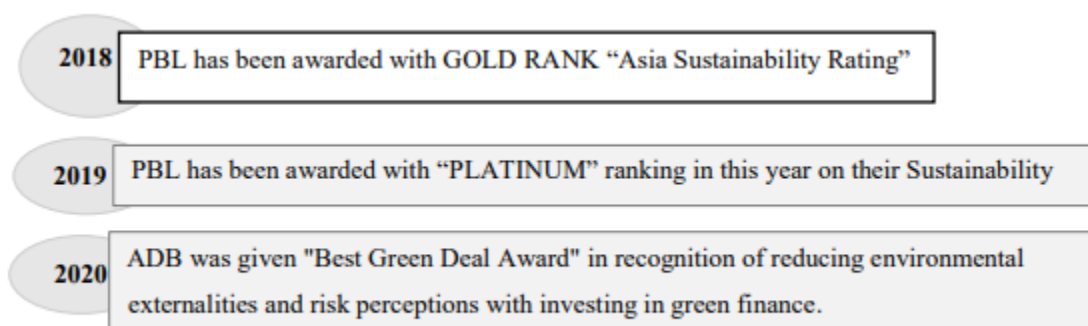 2018 PBL has been awarded with GOLD RANK “Asia Sustainability Rating”
2019 PBL has been awarded with “PLATINUM” ranking in this year on their Sustainability
2020 ADB was given "Best Green Deal Award" in recognition of reducing environmental
externalities and risk perceptions with investing in green finance.